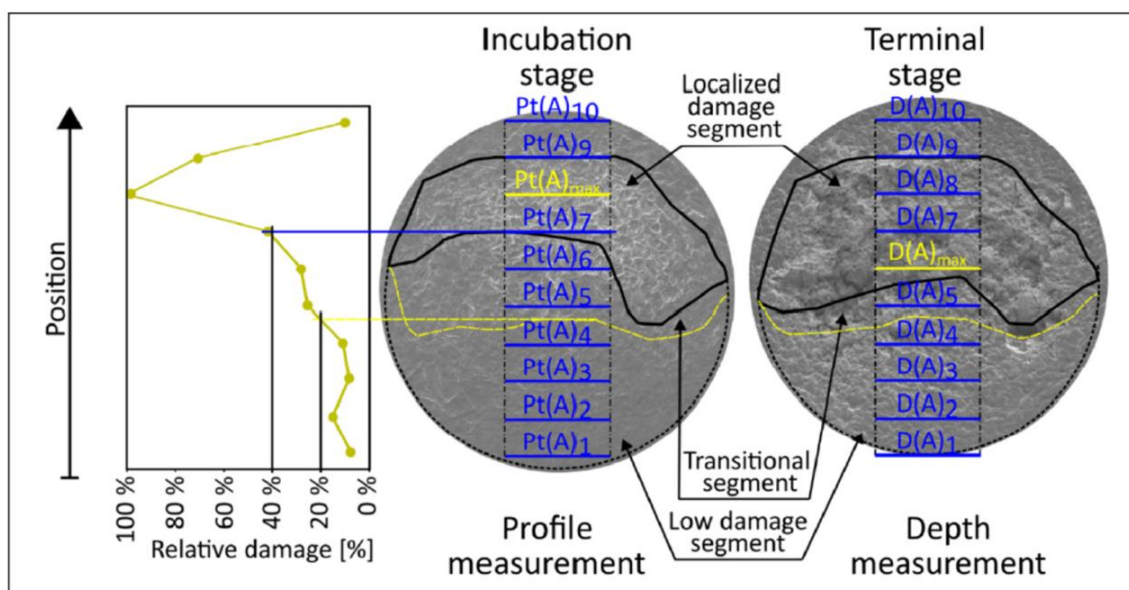 Incubation
stage
Terminal
stage
Localized
damage
segment
Position
100 %
80 %
60 %
40 %
20 %
0 %
Relative damage [%]
Pt(A)10
Pt(A)9
Pt(A)max
Pt(A)7
Pt(A)6
Pt(A)5
Pt(A)4
Pt(A)3
Pt(A)2
Pt(A)1
D(A)10
D(A)9
D(A)8
D(A)7
D(A)max
D(A)5
D(A)4
D(A)3
D(A)2
D(A)1
Transitional
segment
Low damage
segment
Profile
measurement
Depth
measurement